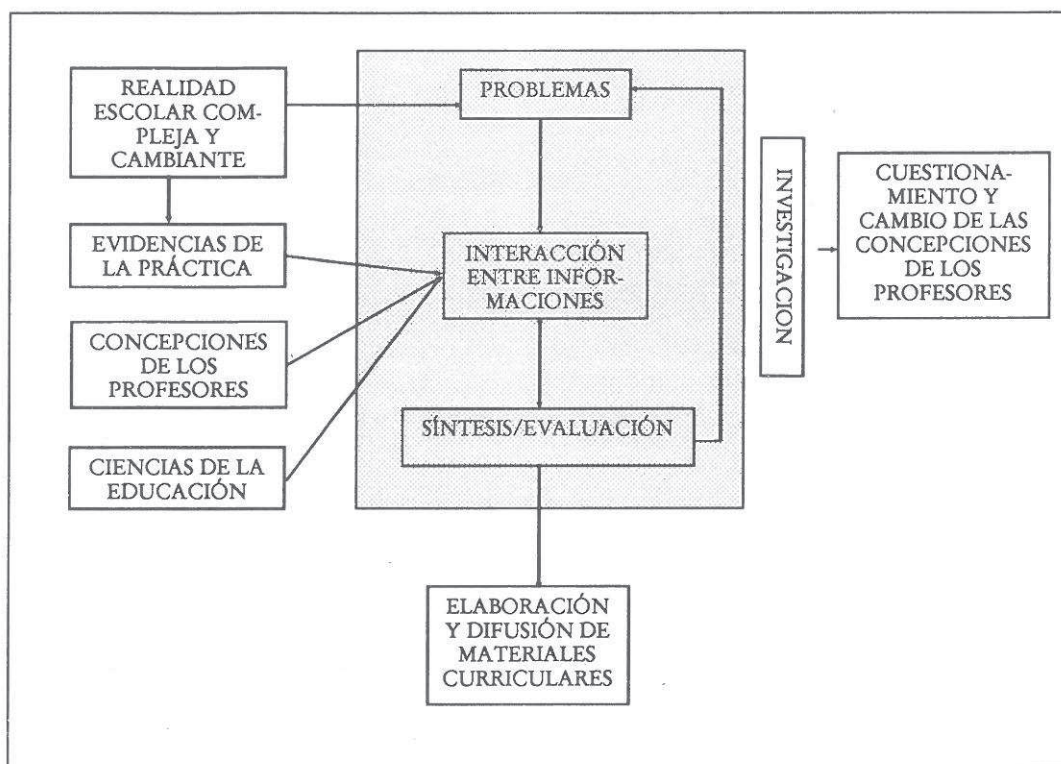 REALIDAD
ESCOLAR COM-
PLEJA Y
CAMBIANTE
EVIDENCIAS DE
LA PRÁCTICA
CONCEPCIONES
DE LOS
PROFESORES
CIENCIAS DE LA
EDUCACIÓN
PROBLEMAS
INTERACCIÓN
ENTRE INFOR-
MACIONES
SÍNTESIS/EVALUACIÓN
ELABORACIÓN
Y DIFUSIÓN DE
MATERIALES
CURRICULARES
INVESTIGACION
CUESTIONA-
MIENTO Y
CAMBIO DE LAS
CONCEPCIONES
DE LOS
PROFESORES